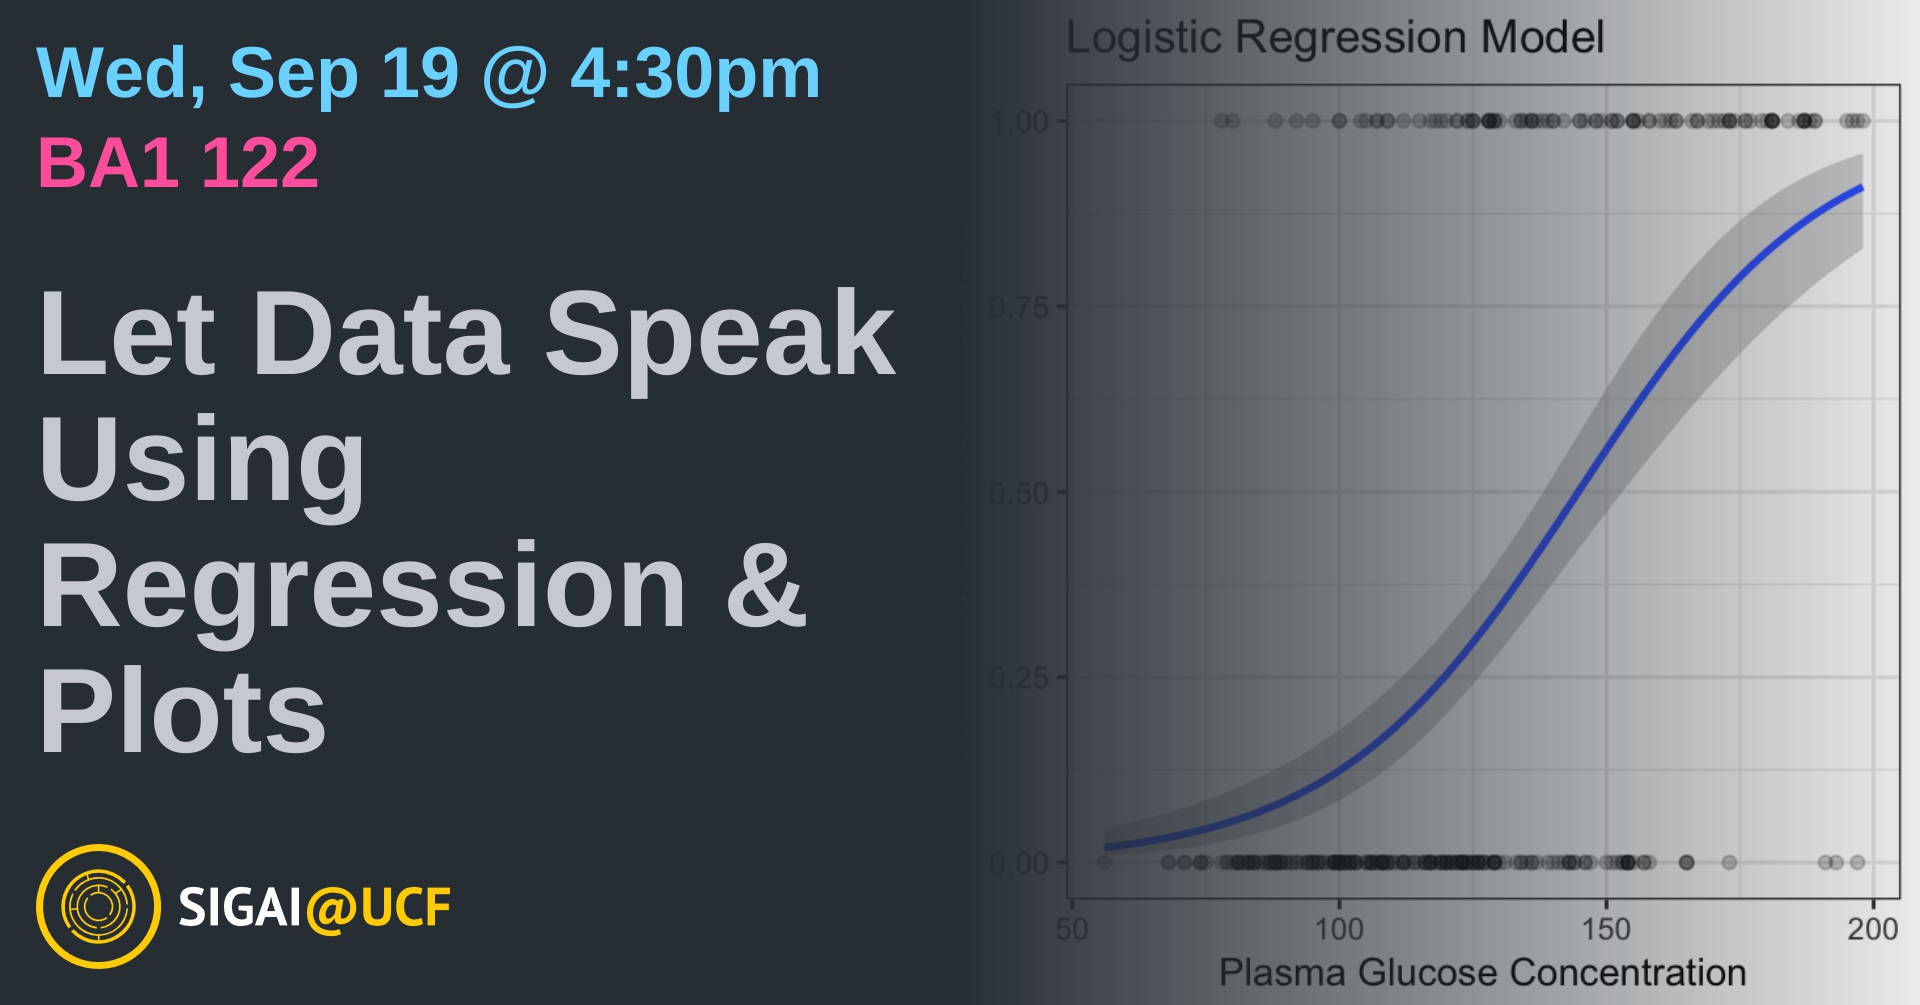 Wed, Sep 19 @ 4:30pm
BA1 122
Let Data Speak
Using
Regression &
Plots
SIGAI@UCF
Logistic Regression Model
1.00
0.75
0.50
0.25
0.00
50 100 150 200
Plasma Glucose Concentration